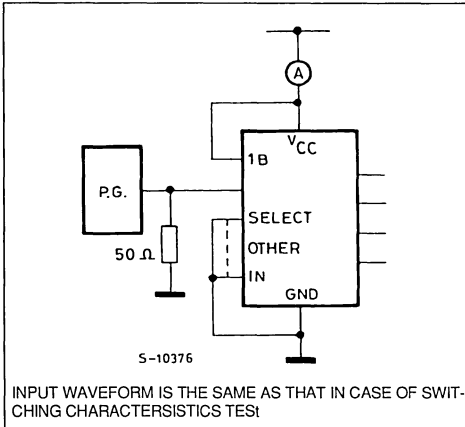 A
VCC
1B
P.G.
SELECT
50 Ω
OTHER
IN
GND
S-10376
INPUT WAVEFORM IS THE SAME AS THAT IN CASE OF SWIT-
CHING CHARACTERSISTICS TESt